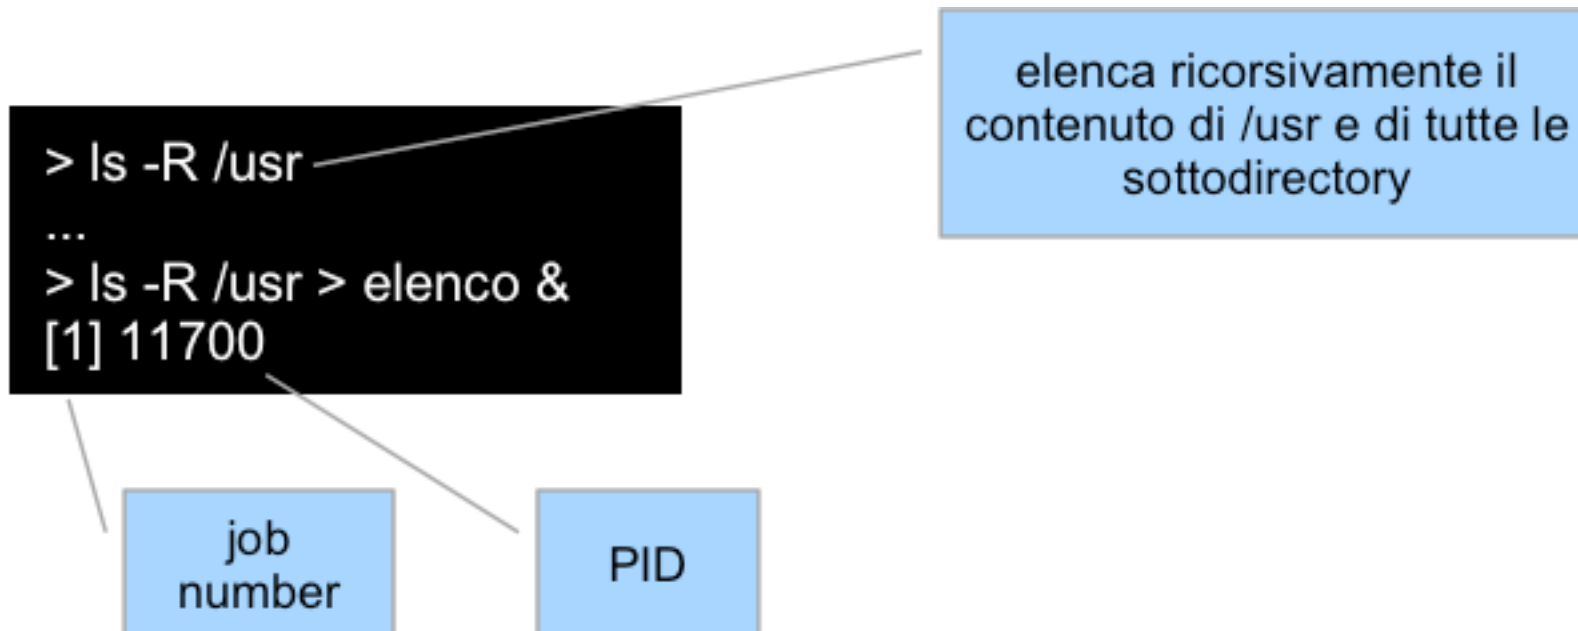 elenca ricorsivamente il
contenuto di /usr e di tutte le
sottodirectory
> ls -R /usr
...
> ls -R /usr > elenco &
[1] 11700
job
number
PID